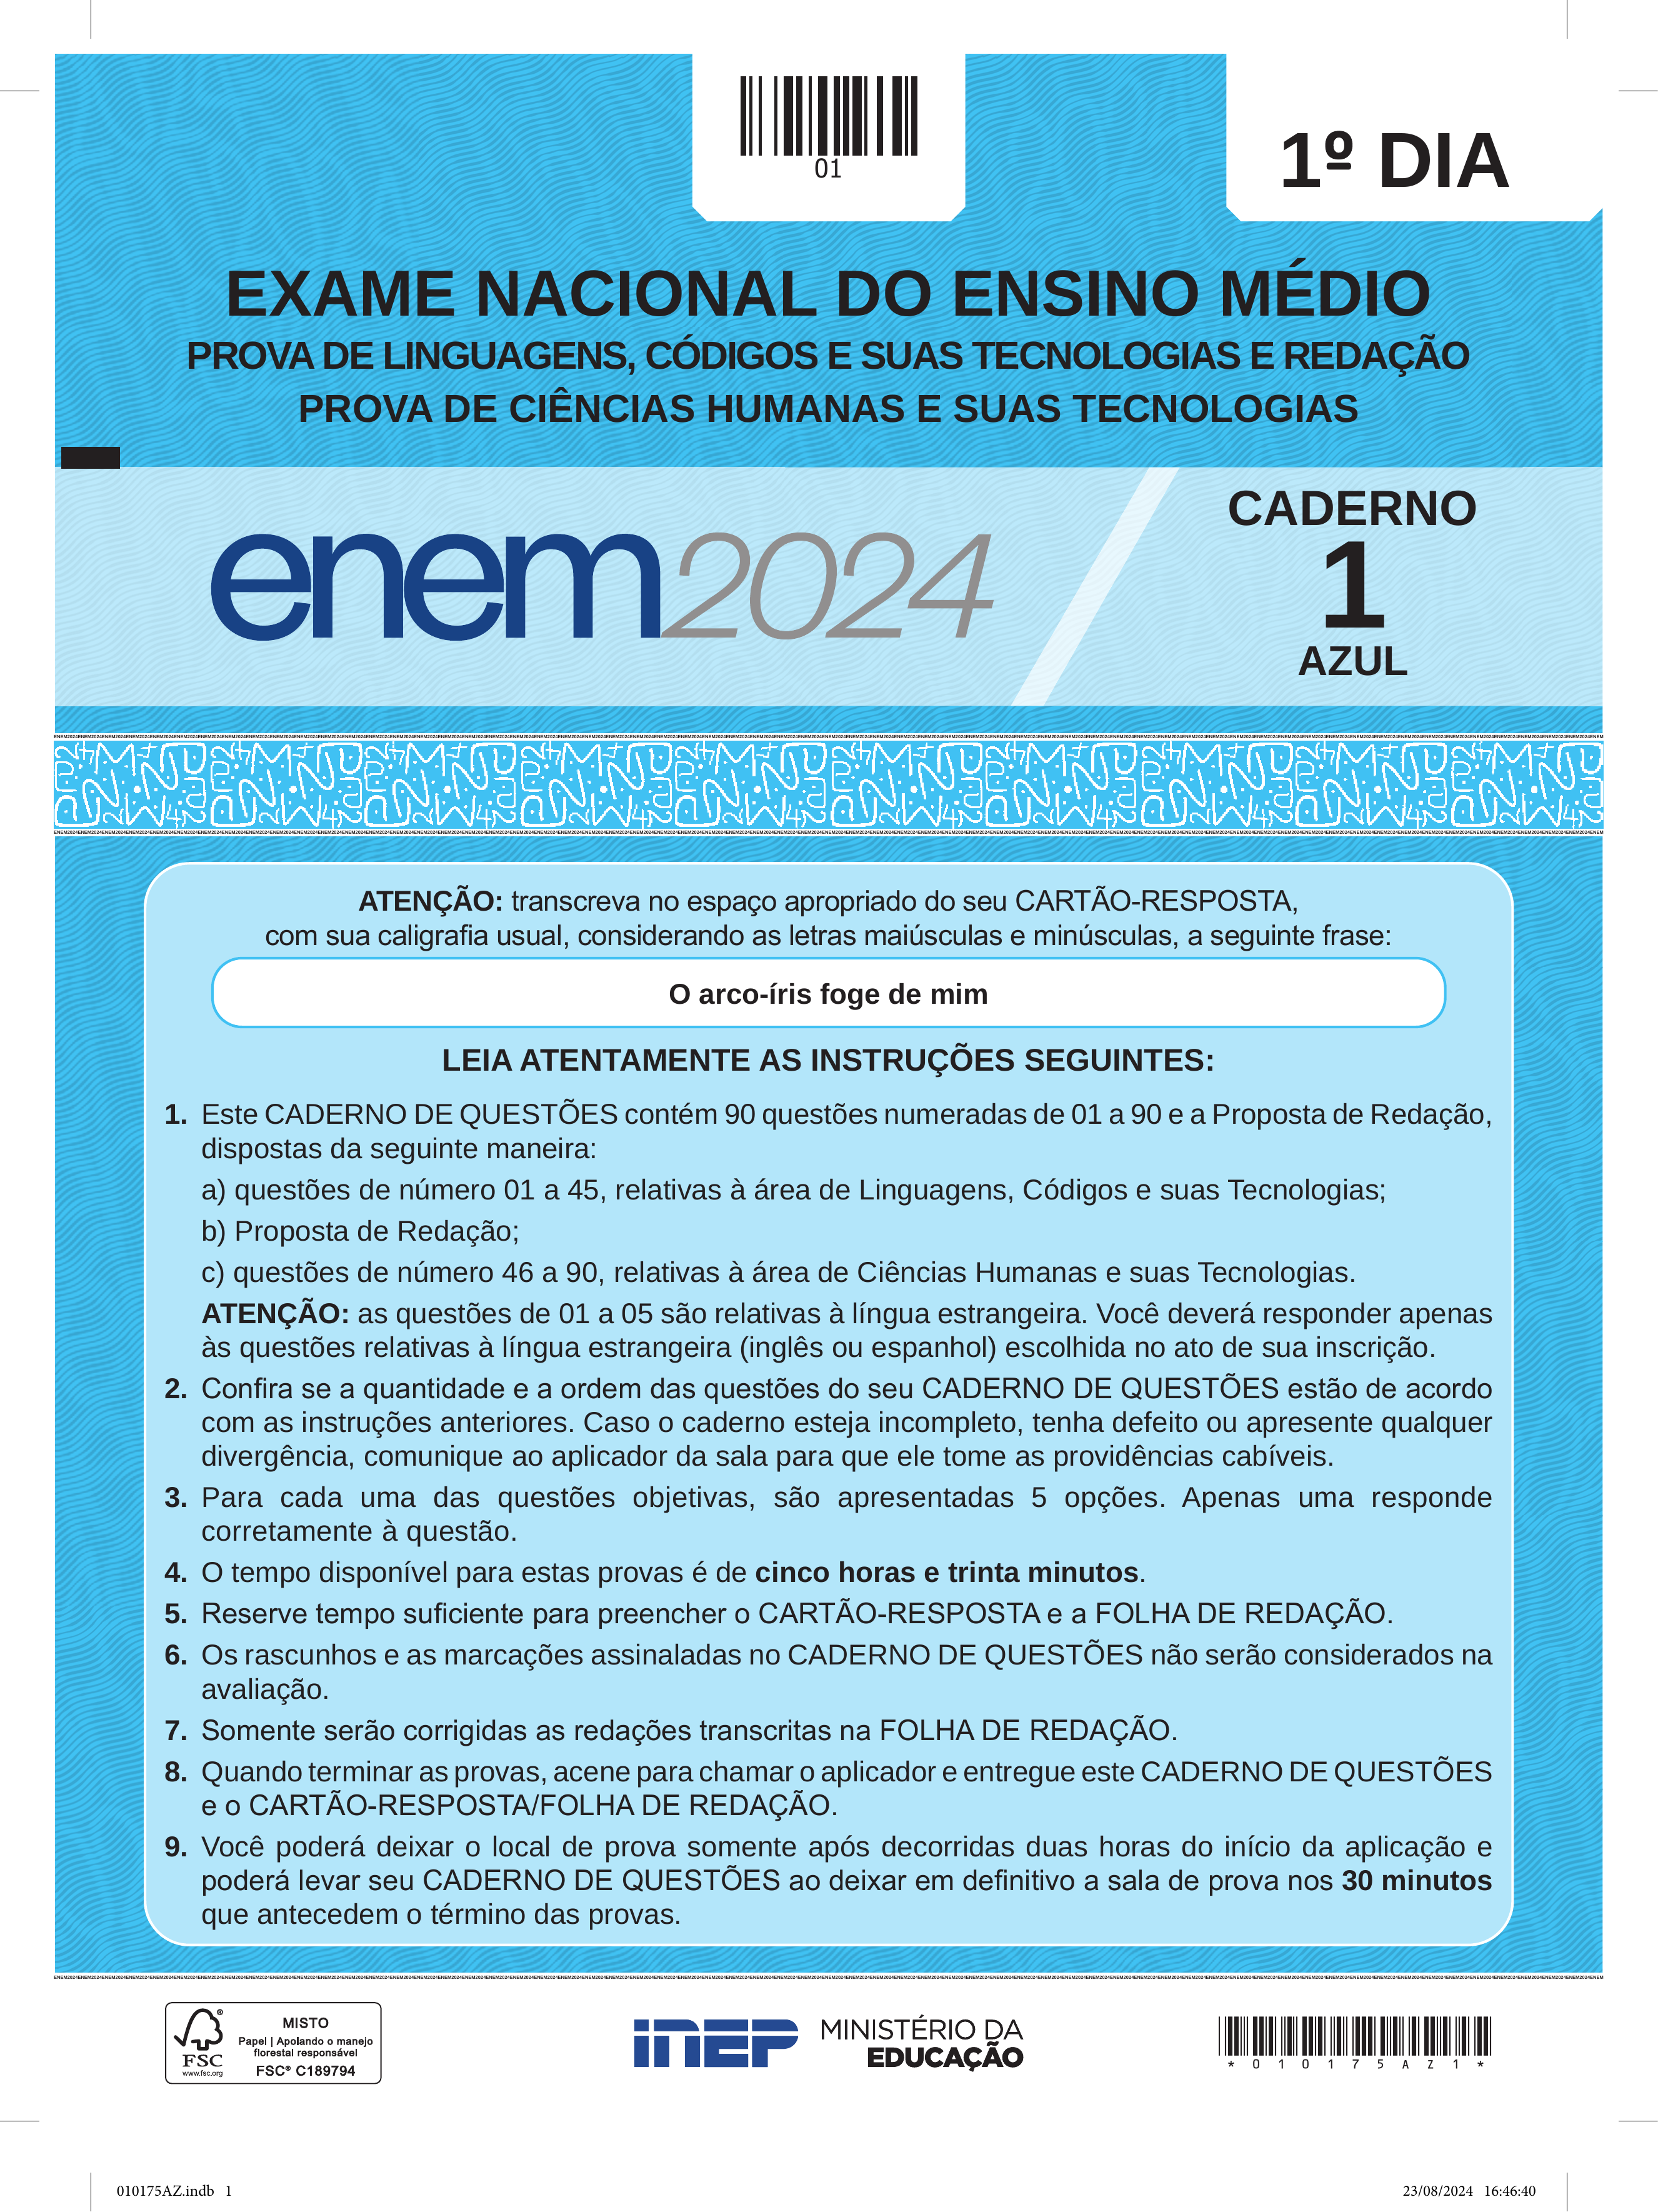 01
1º DIA
EXAME NACIONAL DO ENSINO MÉDIO
PROVA DE LINGUAGENS, CÓDIGOS E SUAS TECNOLOGIAS E REDAÇÃO
PROVA DE CIÊNCIAS HUMANAS E SUAS TECNOLOGIAS
enem2024
CADERNO
1
AZUL
ATENÇÃO: transcreva no espaço apropriado do seu CARTÃO-RESPOSTA,
com sua caligrafia usual, considerando as letras maiúsculas e minúsculas, a seguinte frase:
O arco-íris foge de mim
LEIA ATENTAMENTE AS INSTRUÇÕES SEGUINTES:
1. Este CADERNO DE QUESTÕES contém 90 questões numeradas de 01 a 90 e a Proposta de Redação,
dispostas da seguinte maneira:
a) questões de número 01 a 45, relativas à área de Linguagens, Códigos e suas Tecnologias;
b) Proposta de Redação;
c) questões de número 46 a 90, relativas à área de Ciências Humanas e suas Tecnologias.
ATENÇÃO: as questões de 01 a 05 são relativas à língua estrangeira. Você deverá responder apenas
às questões relativas à língua estrangeira (inglês ou espanhol) escolhida no ato de sua inscrição.
2. Confira se a quantidade e a ordem das questões do seu CADERNO DE QUESTÕES estão de acordo
com as instruções anteriores. Caso o caderno esteja incompleto, tenha defeito ou apresente qualquer
divergência, comunique ao aplicador da sala para que ele tome as providências cabíveis.
3. Para cada uma das questões objetivas, são apresentadas 5 opções. Apenas uma responde
corretamente à questão.
4. O tempo disponível para estas provas é de cinco horas e trinta minutos.
5. Reserve tempo suficiente para preencher o CARTÃO-RESPOSTA e a FOLHA DE REDAÇÃO.
6. Os rascunhos e as marcações assinaladas no CADERNO DE QUESTÕES não serão considerados na
avaliação.
7. Somente serão corrigidas as redações transcritas na FOLHA DE REDAÇÃO.
8. Quando terminar as provas, acene para chamar o aplicador e entregue este CADERNO DE QUESTÕES
e o CARTÃO-RESPOSTA/FOLHA DE REDAÇÃO.
9. Você poderá deixar o local de prova somente após decorridas duas horas do início da aplicação e
poderá levar seu CADERNO DE QUESTÕES ao deixar em definitivo a sala de prova nos 30 minutos
que antecedem o término das provas.
FSC
www.fsc.org
MISTO
Papel | Apoiando o manejo
florestal responsável
FSC® C189794
INEP
MINISTÉRIO DA
EDUCAÇÃO
*010175AZ1*
010175AZ.indb 1
23/08/2024 16:46:40